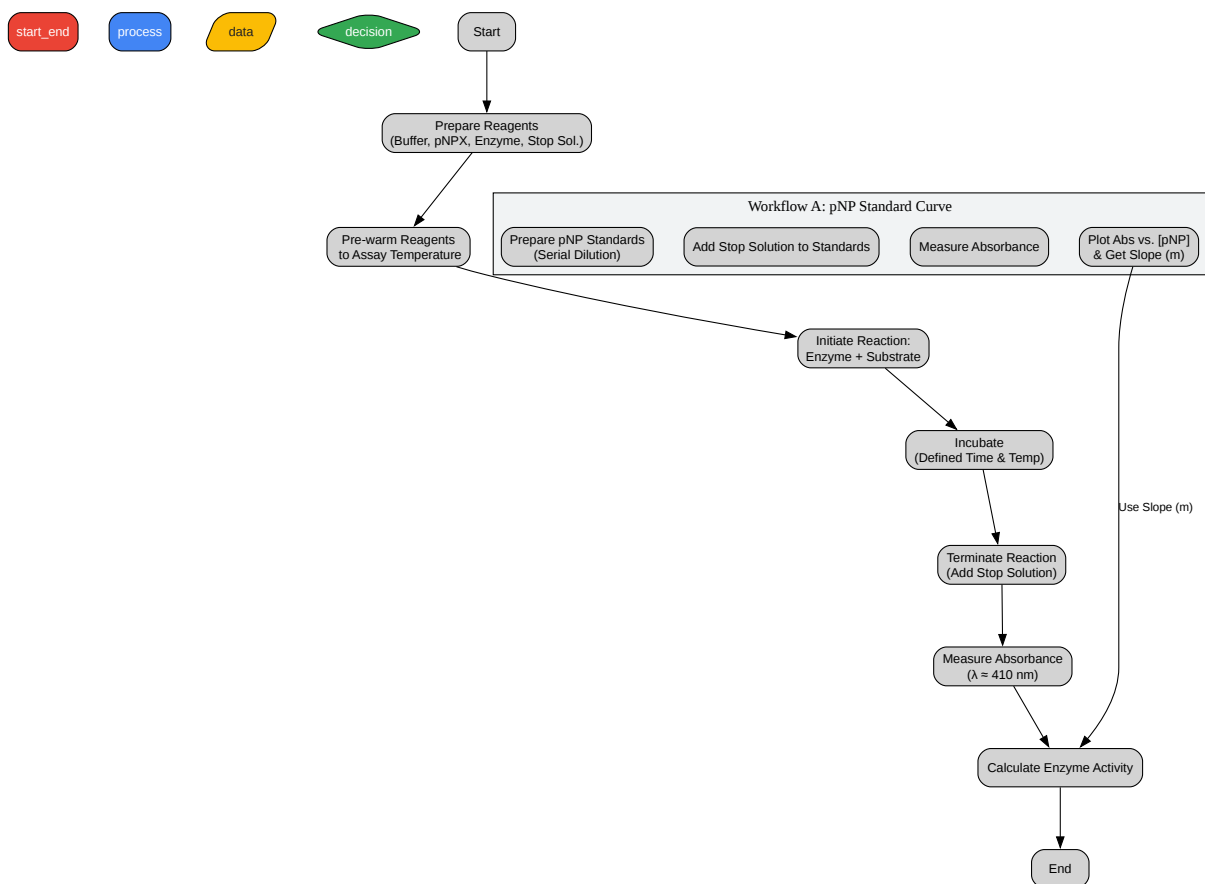 start_end
process
data
decision
Start
Prepare Reagents
(Buffer, pNPX, Enzyme, Stop Sol.)
Workflow A: pNP Standard Curve
Pre-warm Reagents
to Assay Temperature
Prepare pNP Standards
(Serial Dilution)
Add Stop Solution to Standards
Measure Absorbance
Plot Abs vs. [pNP]
& Get Slope (m)
Initiate Reaction:
Enzyme + Substrate
Incubate
(Defined Time & Temp)
Use Slope (m)
Terminate Reaction
(Add Stop Solution)
Measure Absorbance
(λ ≈ 410 nm)
Calculate Enzyme Activity
End